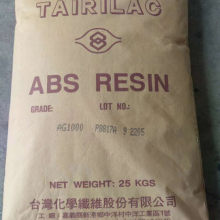 TAIRILAC
ABS RESIN
GRADE: LOT NO.:
AG1000
NET WEIGHT: 25 KGS
台灣化學纖維股份有限公司